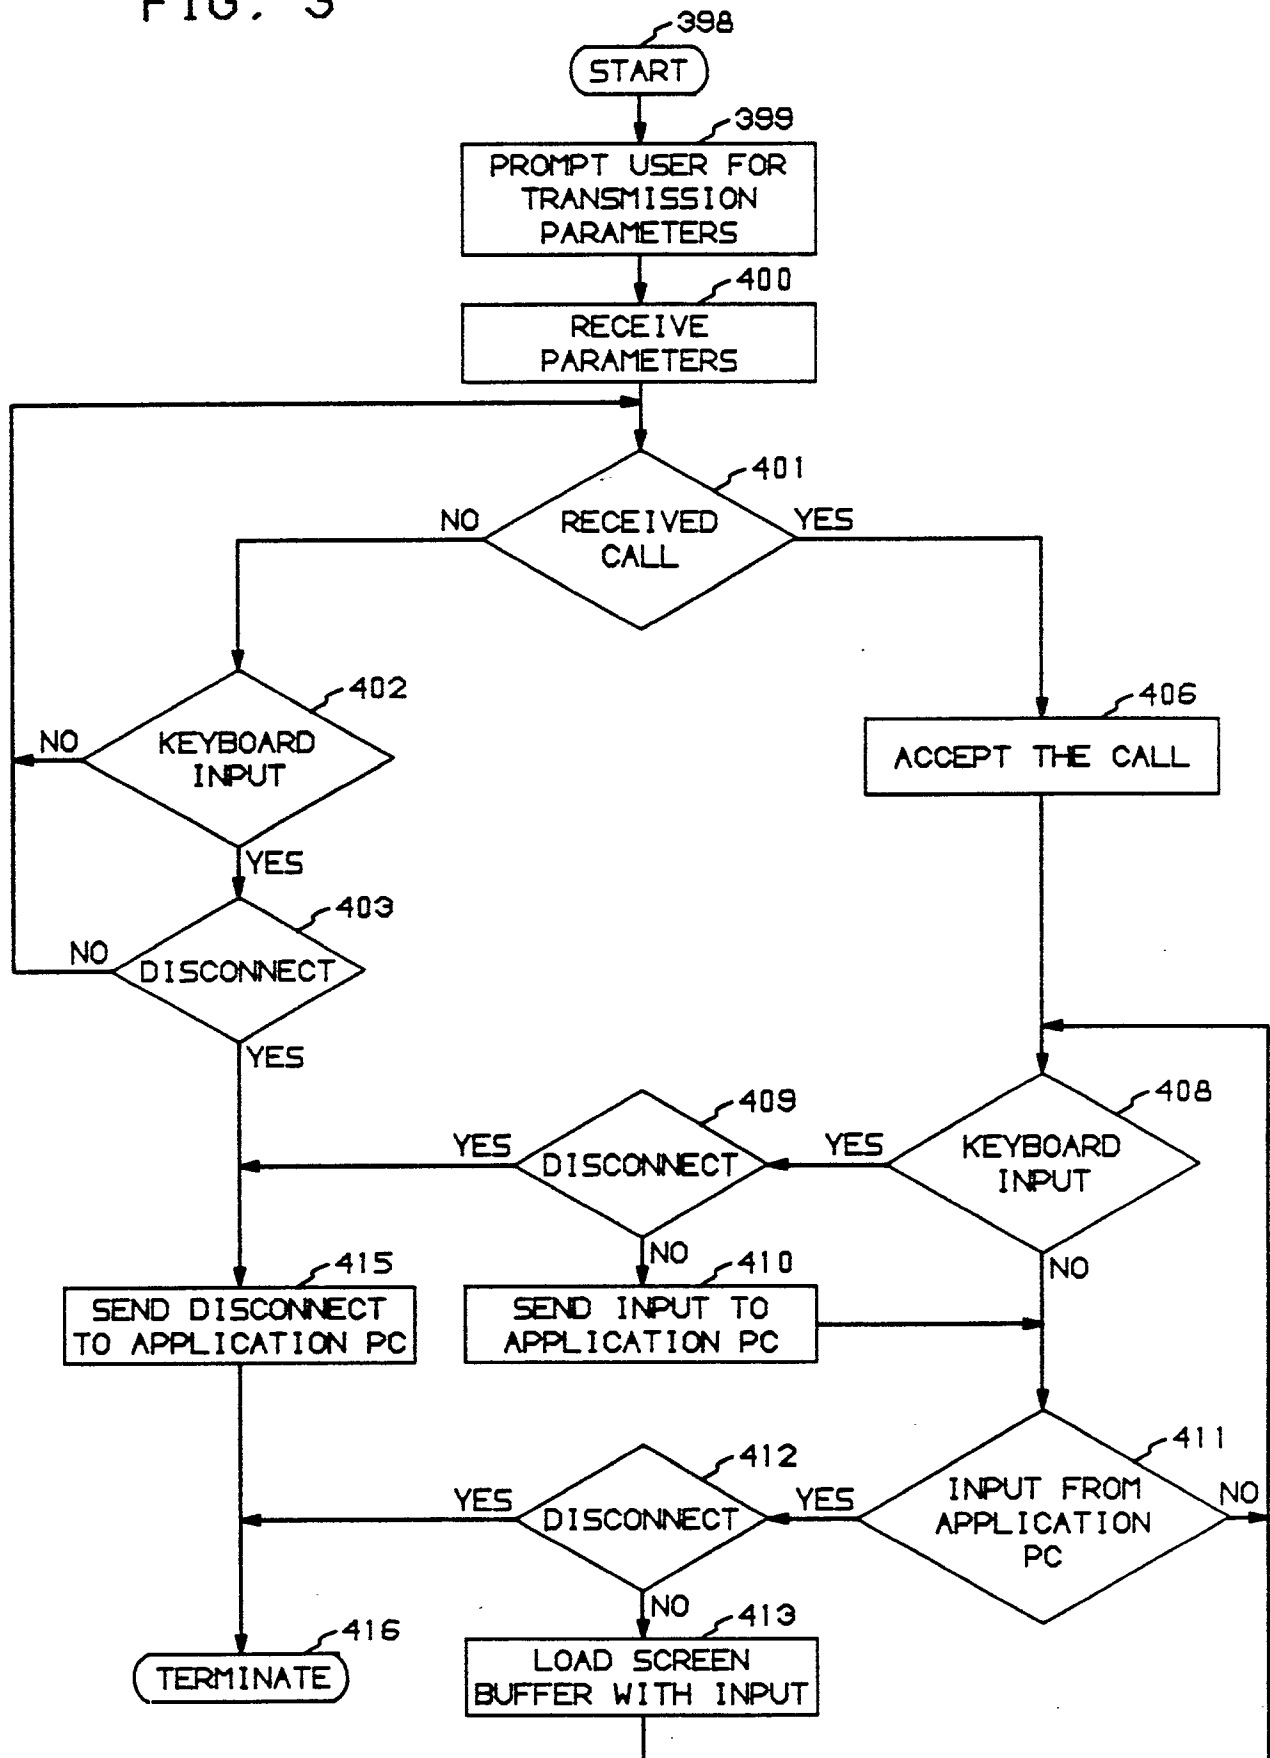 FIG. 3
398
START
399
PROMPT USER FOR
TRANSMISSION
PARAMETERS
400
RECEIVE
PARAMETERS
401
NO
RECEIVED
CALL
YES
402
NO
KEYBOARD
INPUT
YES
406
ACCEPT THE CALL
403
NO
DISCONNECT
YES
408
KEYBOARD
INPUT
YES
NO
409
DISCONNECT
YES
NO
410
SEND INPUT TO
APPLICATION PC
415
SEND DISCONNECT
TO APPLICATION PC
411
INPUT FROM
APPLICATION
PC
YES
NO
412
DISCONNECT
YES
NO
413
LOAD SCREEN
BUFFER WITH INPUT
416
TERMINATE